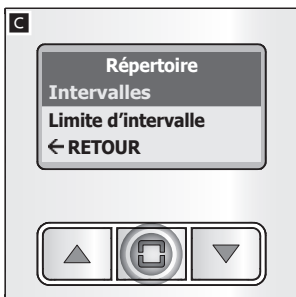 C
Répertoire
Intervalles
Limite d'intervalle
← RETOUR